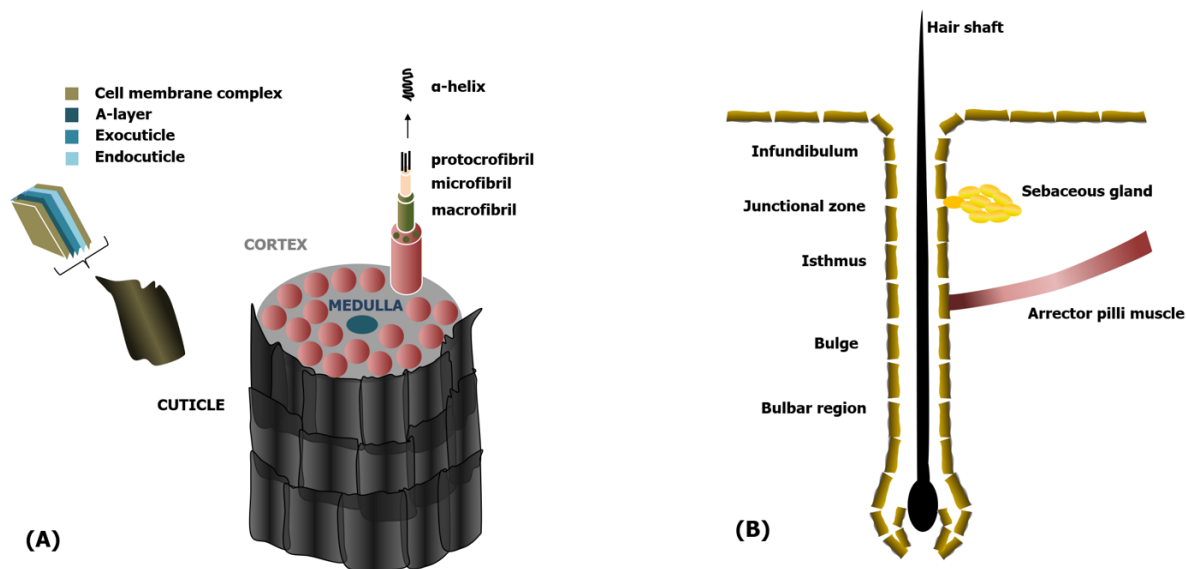 Cell membrane complex
A-layer
Exocuticle
Endocuticle
α-helix
protocrofibril
microfibril
macrofibril
CORTEX
MEDULLA
CUTICLE
(A)
Hair shaft
Infundibulum
Junctional zone
Sebaceous gland
Isthmus
Arrector pilli muscle
Bulge
Bulbar region
(B)